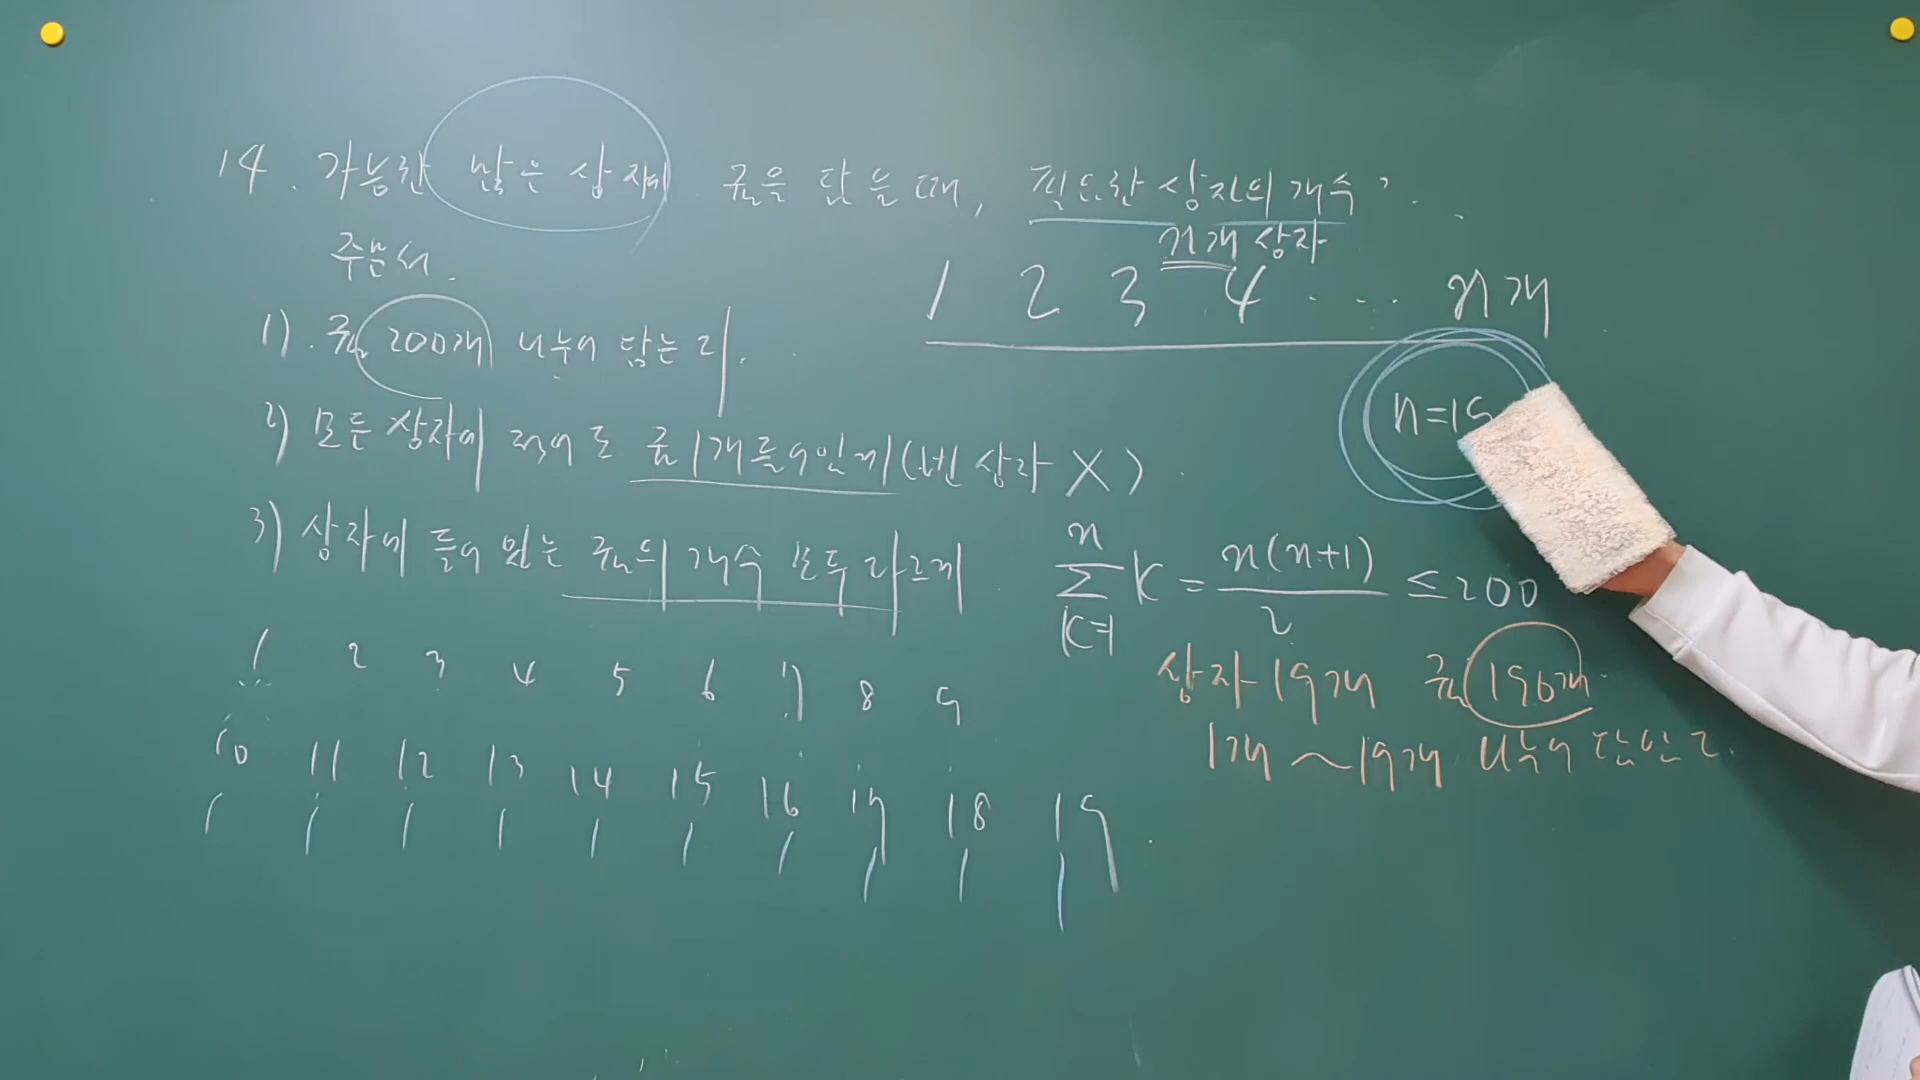 14. 가능한 많은 상자에 귤을 담을 때, 필요한 상자의 개수?
주문서.
n개 상자
1 2 3 4 ... n개
1). 귤 200개 나누어 담는다.
n=19
2) 모든 상자에 적어도 귤 1개 들어있게 (빈 상자 X)
3) 상자에 들어 있는 귤의 개수 모두 다르게
n
Σ K = n(n+1)/2 ≤ 200
K=1
상자 19개 귤 190개
1개 ~ 19개 나누어 담는다.
1 2 3 4 5 6 7 8 9
10 11 12 13 14 15 16 17 18 19